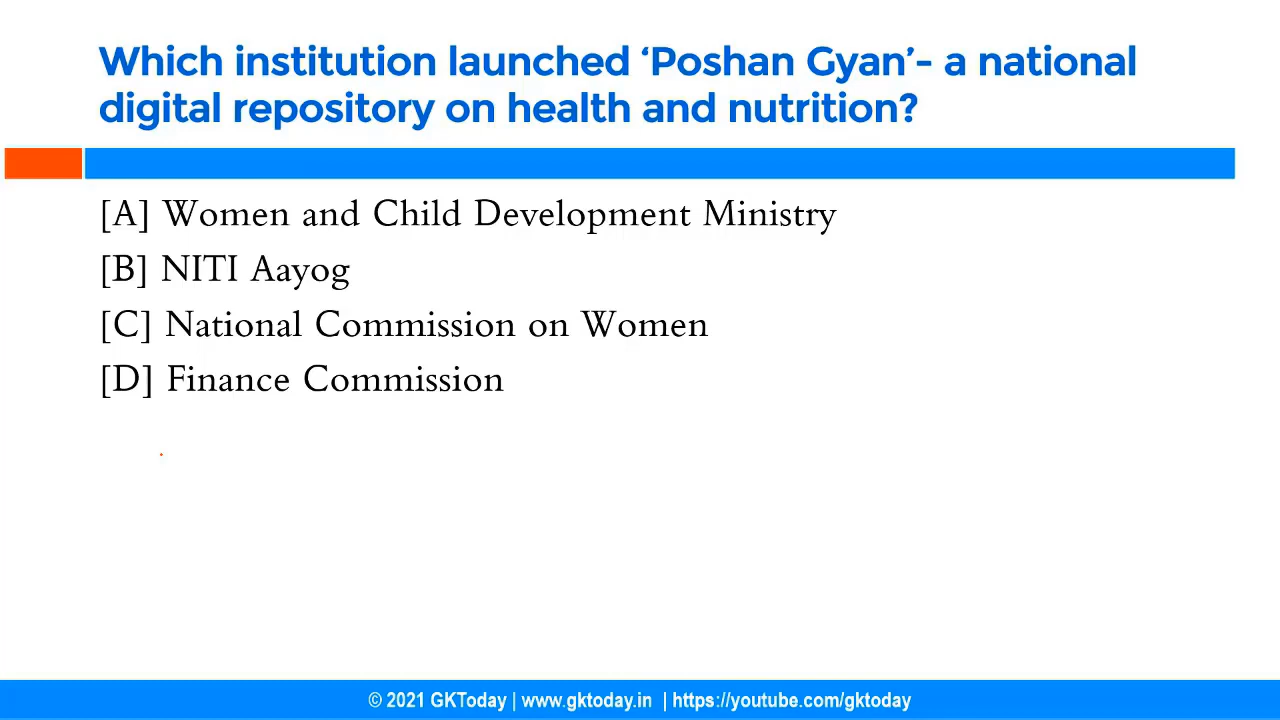 Which institution launched ‘Poshan Gyan’- a national
digital repository on health and nutrition?
[A] Women and Child Development Ministry
[B] NITI Aayog
[C] National Commission on Women
[D] Finance Commission
© 2021 GKToday | www.gktoday.in | https://youtube.com/gktoday